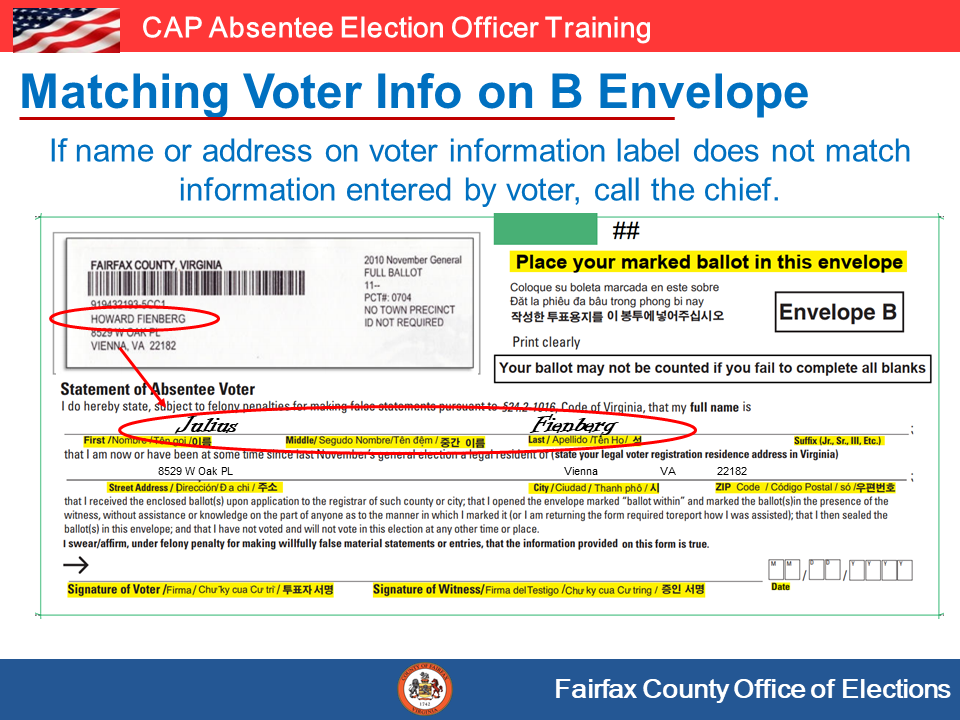 CAP Absentee Election Officer Training
Matching Voter Info on B Envelope
If name or address on voter information label does not match
information entered by voter, call the chief.
FAIRFAX COUNTY, VIRGINIA
919432193-5CC1
HOWARD FIENBERG
8529 W OAK PL
VIENNA, VA 22182
2010 November General
FULL BALLOT
11--
PCT#: 0704
NO TOWN PRECINCT
ID NOT REQUIRED
##
Place your marked ballot in this envelope
Coloque su boleta marcada en este sobre
Đặt la phiêu đa bâu trong phong bi nay
작성한 투표용지를 이 봉투에넣어주십시오
Print clearly
Envelope B
Your ballot may not be counted if you fail to complete all blanks
Statement of Absentee Voter
I do hereby state, subject to felony penalties for making false statements pursuant to §24.2-1016, Code of Virginia, that my full name is
Julius Fienberg
First /Nombre /Tên gọi /이름 Middle/ Segudo Nombre/Tên đệm / 중간 이름 Last / Apellido /Tên Họ / 성 Suffix (Jr., Sr., III, Etc.) ;
that I am now or have been at some time since last November's general election a legal resident of (state your legal voter registration residence address in Virginia)
8529 W Oak PL Vienna VA 22182
Street Address / Dirección/Đ a chi / 주소 City / Ciudad / Thanh phố / 시 ZIP Code / Código Postal / số /우편번호 ;
that I received the enclosed ballot(s) upon application to the registrar of such county or city; that I opened the envelope marked "ballot within" and marked the ballot(s)in the presence of the
witness, without assistance or knowledge on the part of anyone as to the manner in which I marked it (or I am returning the form required toreport how I was assisted); that I then sealed the
ballot(s) in this envelope; and that I have not voted and will not vote in this election at any other time or place.
I swear/affirm, under felony penalty for making willfully false material statements or entries, that the information provided on this form is true.
M M / D D / Y Y Y Y
Signature of Voter /Firma / Chư ky cua Cư tri / 투표자 서명 Signature of Witness/ Firma delTestigo /Chư ky cua Cư tring / 증인 서명 Date
COUNTY OF FAIRFAX
1742
VIRGINIA
Fairfax County Office of Elections